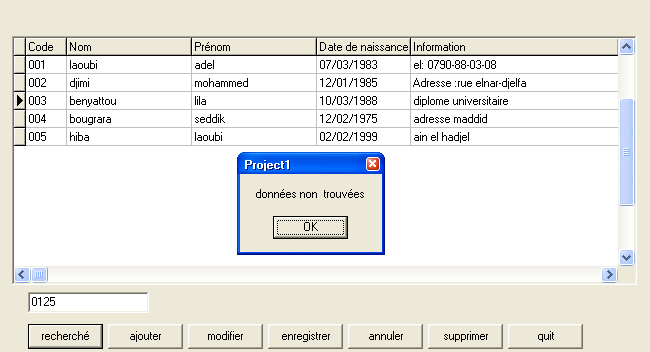 Code Nom Prénom Date de naissance Information
001 laoubi adel 07/03/1983 el: 0790-88-03-08
002 djimi mohammed 12/01/1985 Adresse :rue elnar-djelfa
003 benyattou lila 10/03/1988 diplome universitaire
004 bougrara seddik 12/02/1975 adresse maddid
005 hiba laoubi 02/02/1999 ain el hadjel
Project1
données non trouvées
OK
0125
recherché ajouter modifier enregistrer annuler supprimer quit